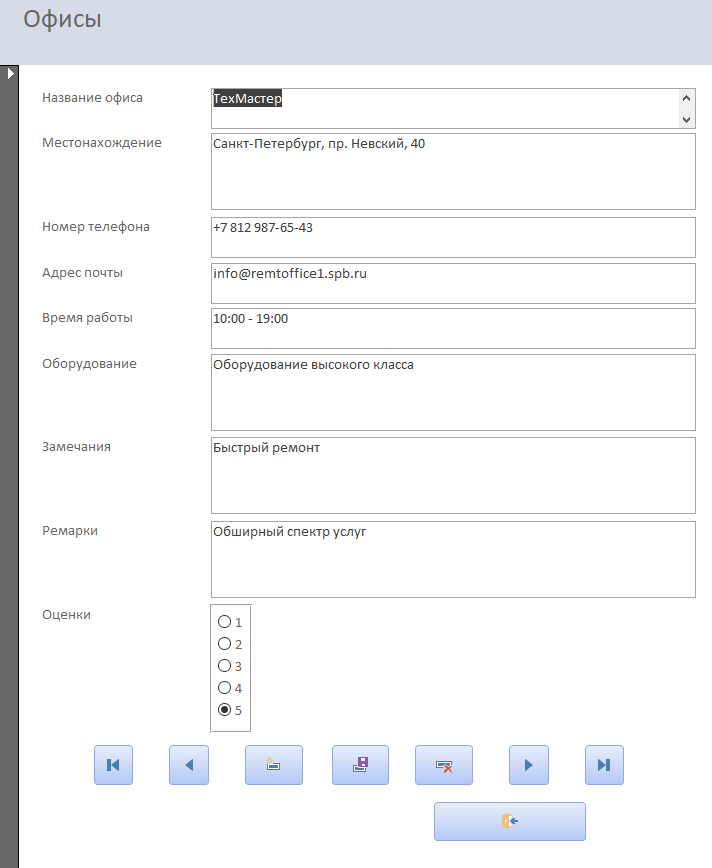 Офисы
Название офиса
ТехМастер
Местонахождение
Санкт-Петербург, пр. Невский, 40
Номер телефона
+7 812 987-65-43
Адрес почты
info@remtoffice1.spb.ru
Время работы
10:00 - 19:00
Оборудование
Оборудование высокого класса
Замечания
Быстрый ремонт
Ремарки
Обширный спектр услуг
Оценки
1
2
3
4
5